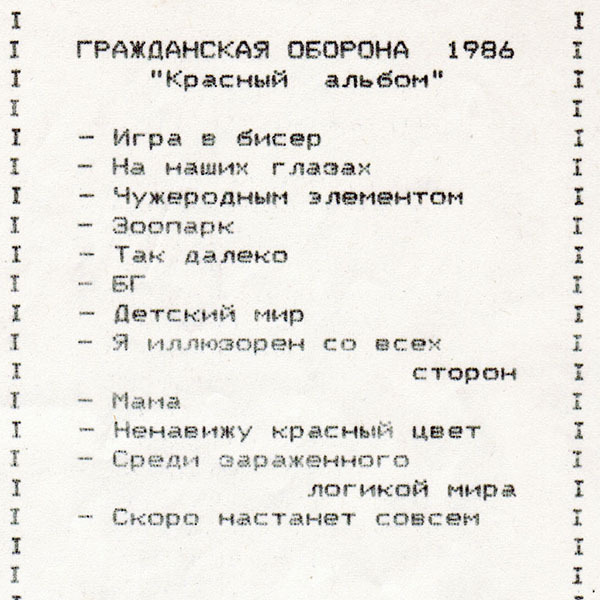 ГРАЖДАНСКАЯ ОБОРОНА 1986
"Красный альбом"
- Игра в бисер
- На наших глазах
- Чужеродным элементом
- Зоопарк
- Так далеко
- БГ
- Детский мир
- Я иллюзорен со всех
сторон
- Мама
- Ненавижу красный цвет
- Среди зараженного
логикой мира
- Скоро настанет совсем